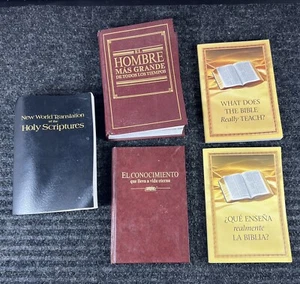 New World Translation
of the
Holy Scriptures
EL
HOMBRE
MÁS GRANDE
DE TODOS LOS TIEMPOS
WHAT DOES
THE BIBLE
Really TEACH?
EL CONOCIMIENTO
que lleva a vida eterna
¿QUÉ ENSEÑA
realmente
LA BIBLIA?